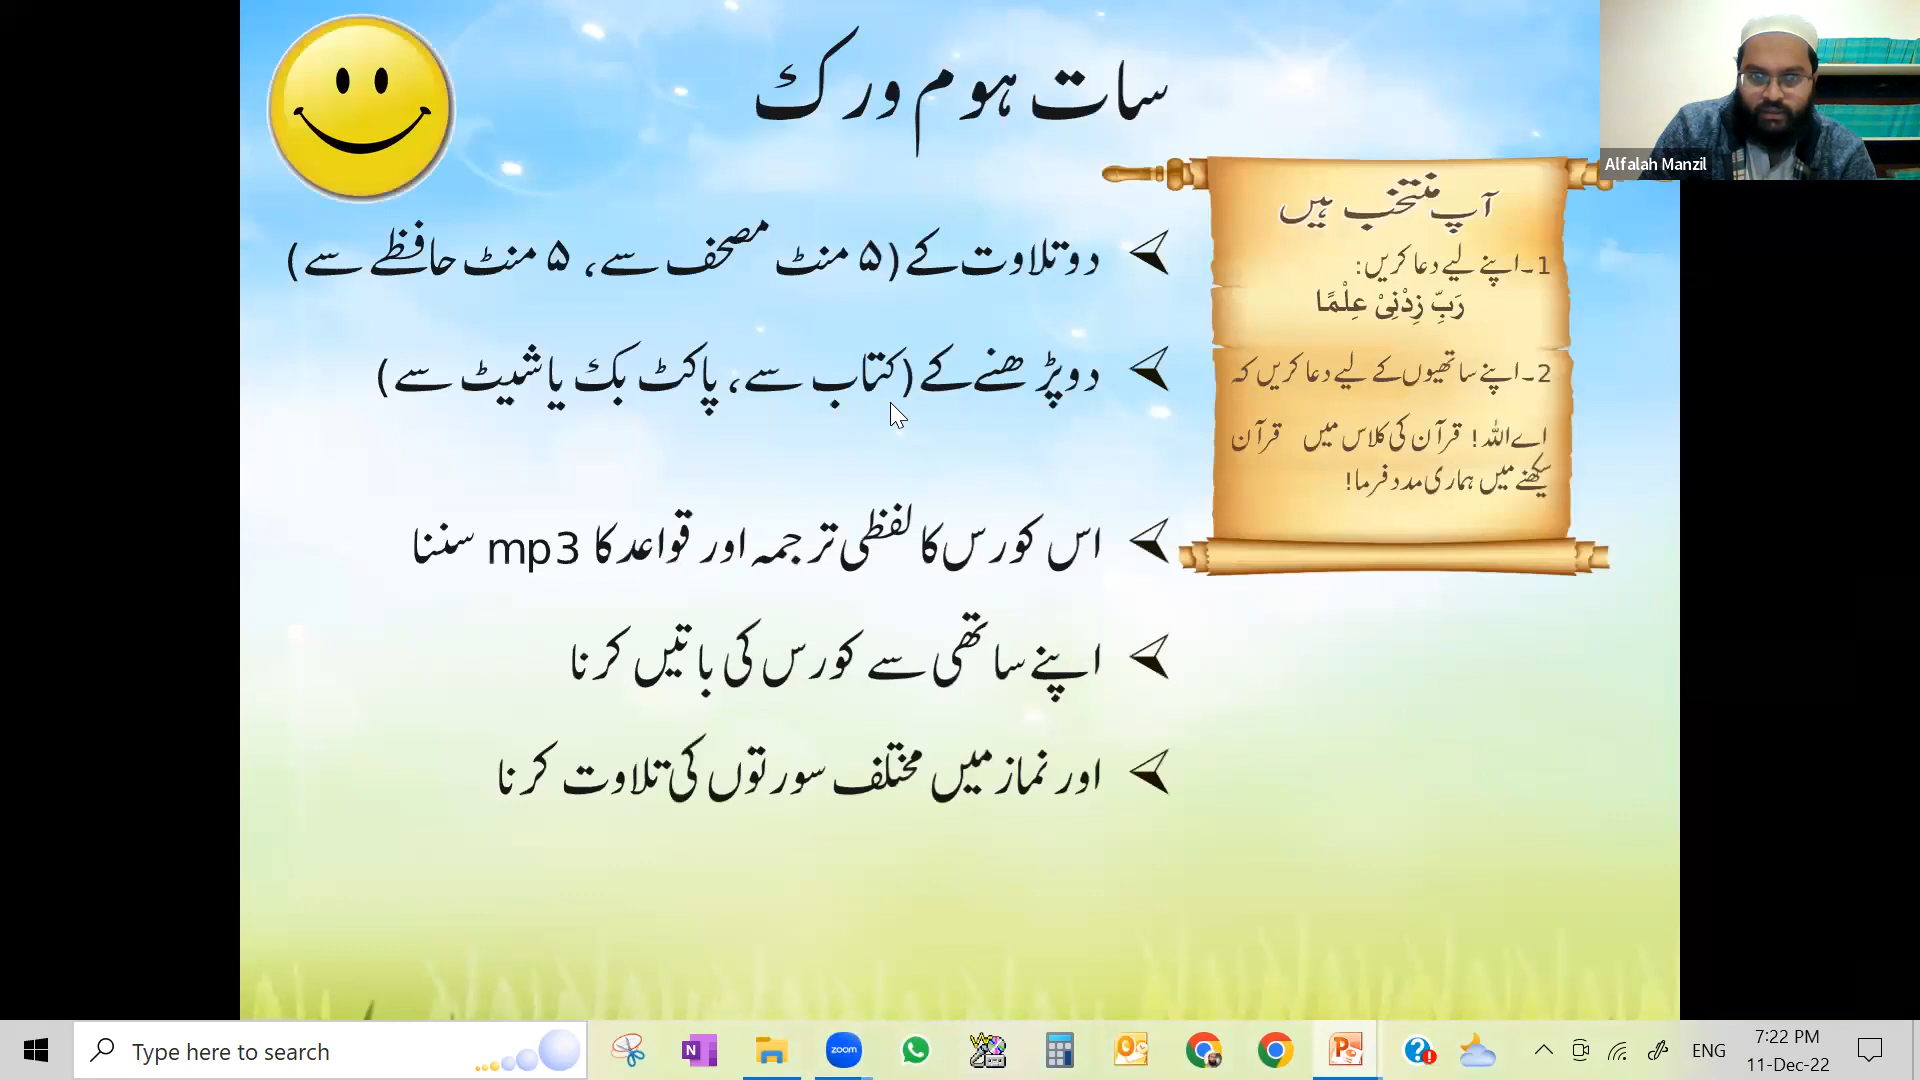 سات ہوم ورک
دو تلاوت کے (۵ منٹ مصحف سے، ۵ منٹ حافظے سے)
دو پڑھنے کے (کتاب سے، پاکٹ بک یا شیٹ سے)
اس کورس کا لفظی ترجمہ اور قواعد کا mp3 سننا
اپنے ساتھی سے کورس کی باتیں کرنا
اور نماز میں مختلف سورتوں کی تلاوت کرنا
آپ منتخب ہیں
1۔اپنے لیے دعا کریں:
رَبِّ زِدْنِیْ عِلْمًا
2۔اپنے ساتھیوں کے لیے دعا کریں کہ
اے اللہ! قرآن کی کلاس میں قرآن
سیکھنے میں ہماری مدد فرما!
Alfalah Manzil
Type here to search
zoom
ENG
7:22 PM
11-Dec-22